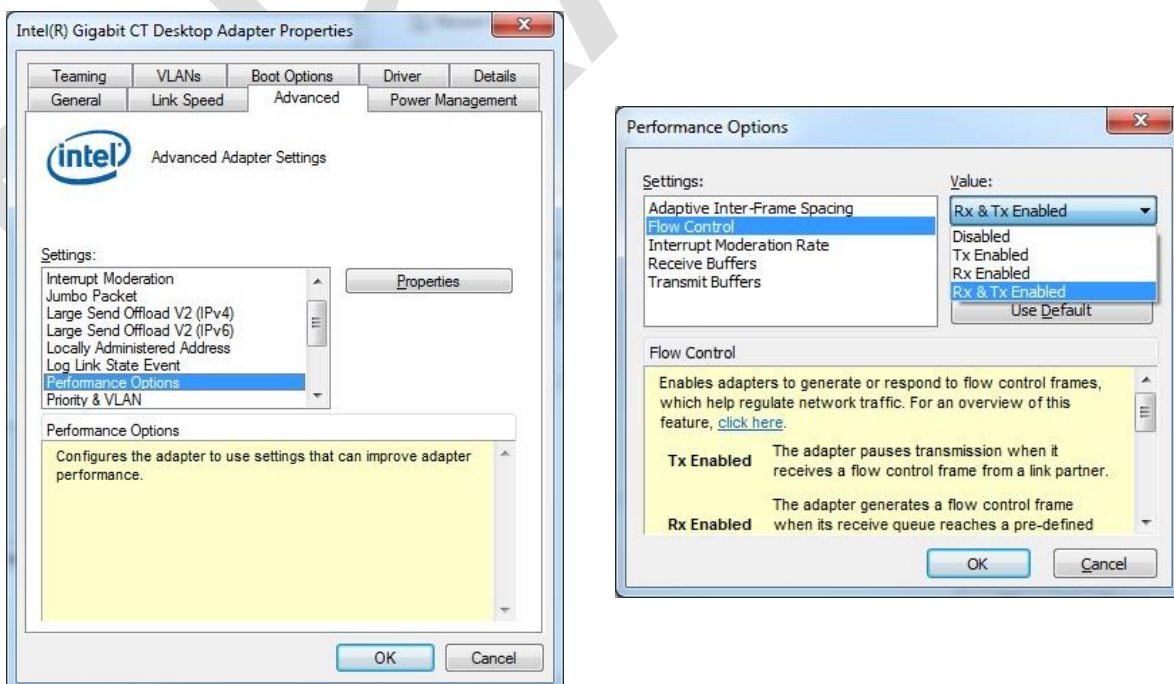 Intel(R) Gigabit CT Desktop Adapter Properties
Teaming VLANs Boot Options Driver Details
General Link Speed Advanced Power Management
intel
Advanced Adapter Settings
Settings:
Interrupt Moderation
Jumbo Packet
Large Send Offload V2 (IPv4)
Large Send Offload V2 (IPv6)
Locally Administered Address
Log Link State Event
Performance Options
Priority & VLAN
Properties
Performance Options
Configures the adapter to use settings that can improve adapter
performance.
OK Cancel
Performance Options
Settings:
Adaptive Inter-Frame Spacing
Flow Control
Interrupt Moderation Rate
Receive Buffers
Transmit Buffers
Value:
Rx & Tx Enabled
Disabled
Tx Enabled
Rx Enabled
Rx & Tx Enabled
Use Default
Flow Control
Enables adapters to generate or respond to flow control frames,
which help regulate network traffic. For an overview of this
feature, click here.
Tx Enabled The adapter pauses transmission when it
receives a flow control frame from a link partner.
The adapter generates a flow control frame
Rx Enabled when its receive queue reaches a pre-defined
OK Cancel